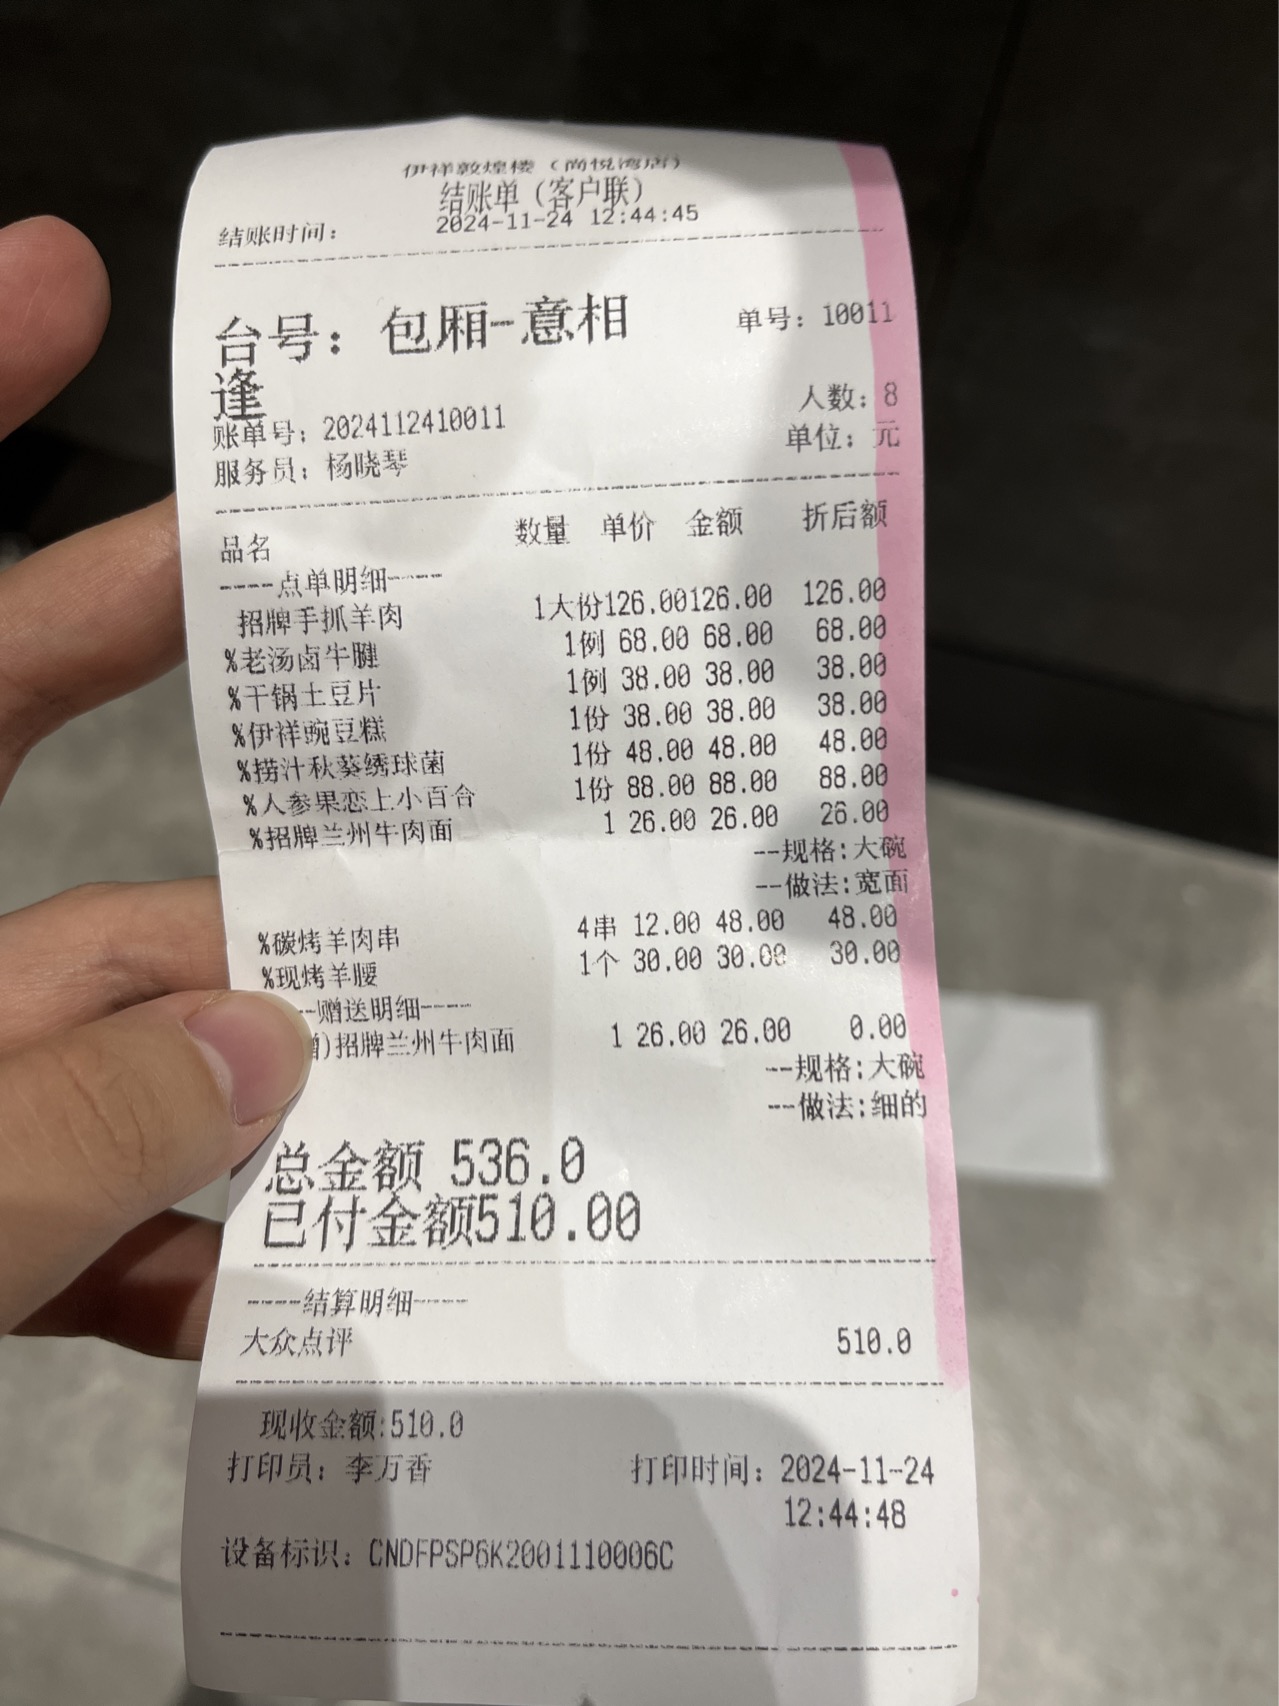 伊祥敦煌楼（尚悦湾店）
结账单（客户联）
结账时间： 2024-11-24 12:44:45
台号：包厢-意相 单号：10011
逢
人数：8
账单号：2024112410011
单位：元
服务员：杨晓琴
品名 数量 单价 金额 折后额
----点单明细----
招牌手抓羊肉 1大份126.00126.00 126.00
%老汤卤牛腱 1例 68.00 68.00 68.00
%干锅土豆片 1例 38.00 38.00 38.00
%伊祥豌豆糕 1份 38.00 38.00 38.00
%捞汁秋葵绣球菌 1份 48.00 48.00 48.00
%人参果恋上小百合 1份 88.00 88.00 88.00
%招牌兰州牛肉面 1 26.00 26.00 26.00
--规格:大碗
--做法:宽面
%碳烤羊肉串 4串 12.00 48.00 48.00
%现烤羊腰 1个 30.00 30.00 30.00
--赠送明细----
赠)招牌兰州牛肉面 1 26.00 26.00 0.00
--规格:大碗
--做法:细的
总金额 536.0
已付金额510.00
----结算明细----
大众点评 510.0
现收金额:510.0
打印员：李万香 打印时间：2024-11-24
12:44:48
设备标识：CNDFPSP6K2001110006C